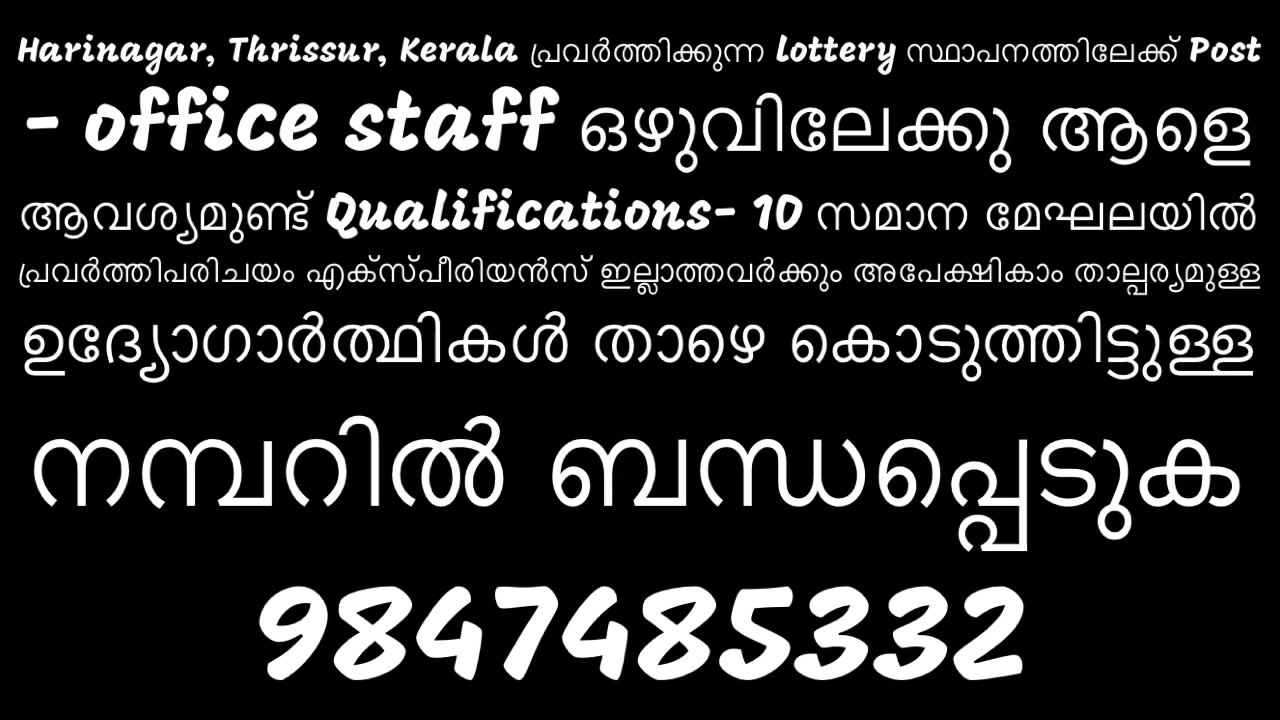 Harinagar, Thrissur, Kerala പ്രവർത്തിക്കുന്ന lottery സ്ഥാപനത്തിലേക്ക് Post
- office staff ഒഴുവിലേക്കു ആളെ
ആവശ്യമുണ്ട് Qualifications- 10 സമാന മേഘലയിൽ
പ്രവർത്തിപരിചയം എക്സ്പീരിയൻസ് ഇല്ലാത്തവർക്കും അപേക്ഷികാം താല്പര്യമുള്ള
ഉദ്യോഗാർത്ഥികൾ താഴെ കൊടുത്തിട്ടുള്ള
നമ്പറിൽ ബന്ധപ്പെടുക
9847485332